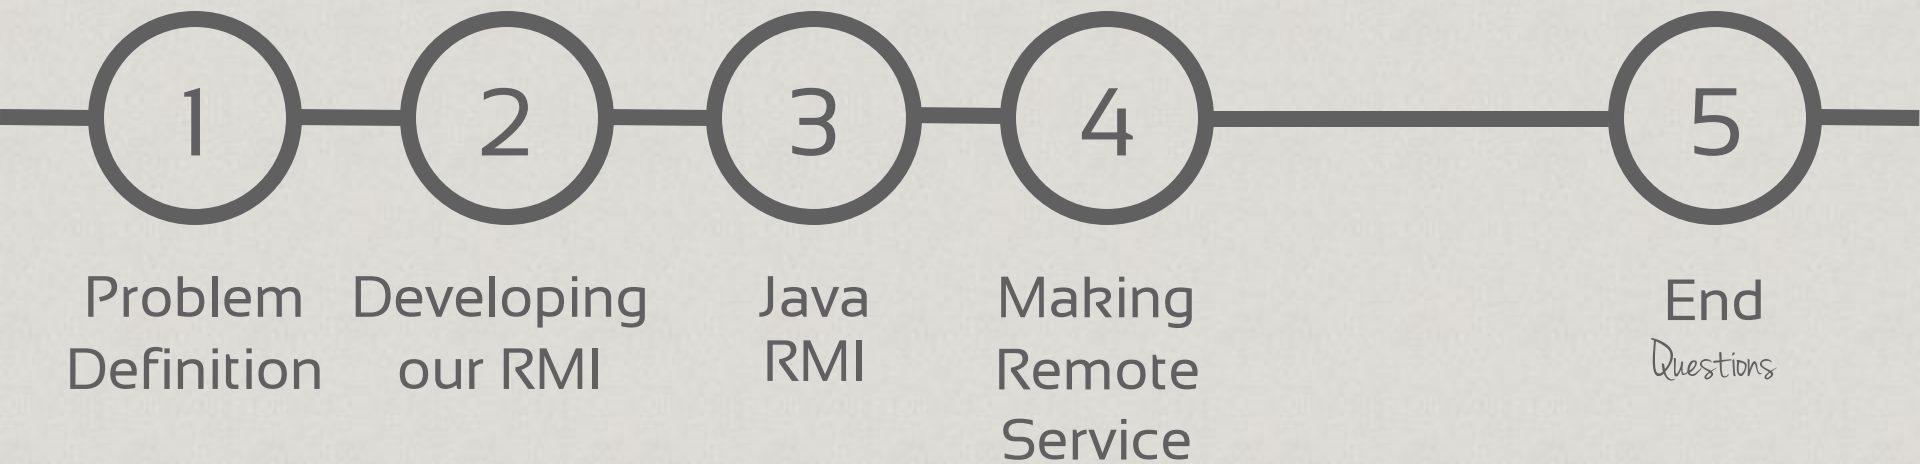 1
2
3
4
5
Problem
Definition
Developing
our RMI
Java
RMI
Making
Remote
Service
End
Questions